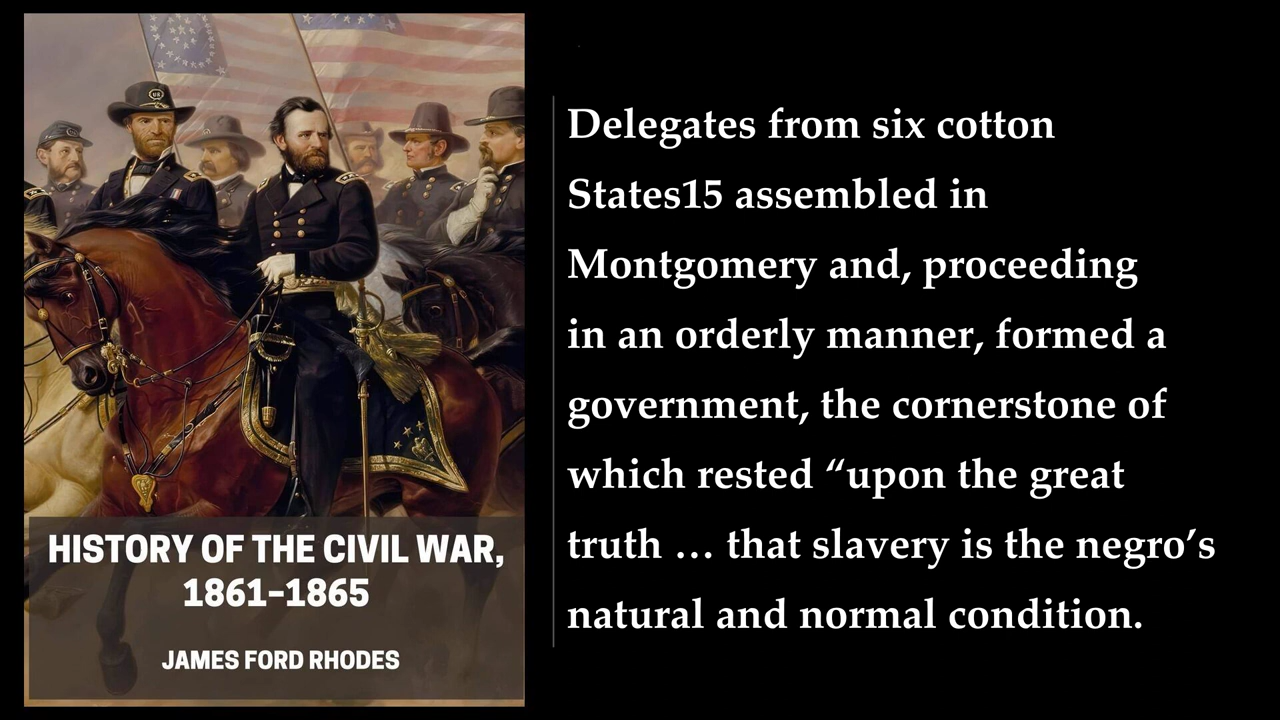 HISTORY OF THE CIVIL WAR,
1861–1865
JAMES FORD RHODES
Delegates from six cotton
States15 assembled in
Montgomery and, proceeding
in an orderly manner, formed a
government, the cornerstone of
which rested “upon the great
truth … that slavery is the negro’s
natural and normal condition.